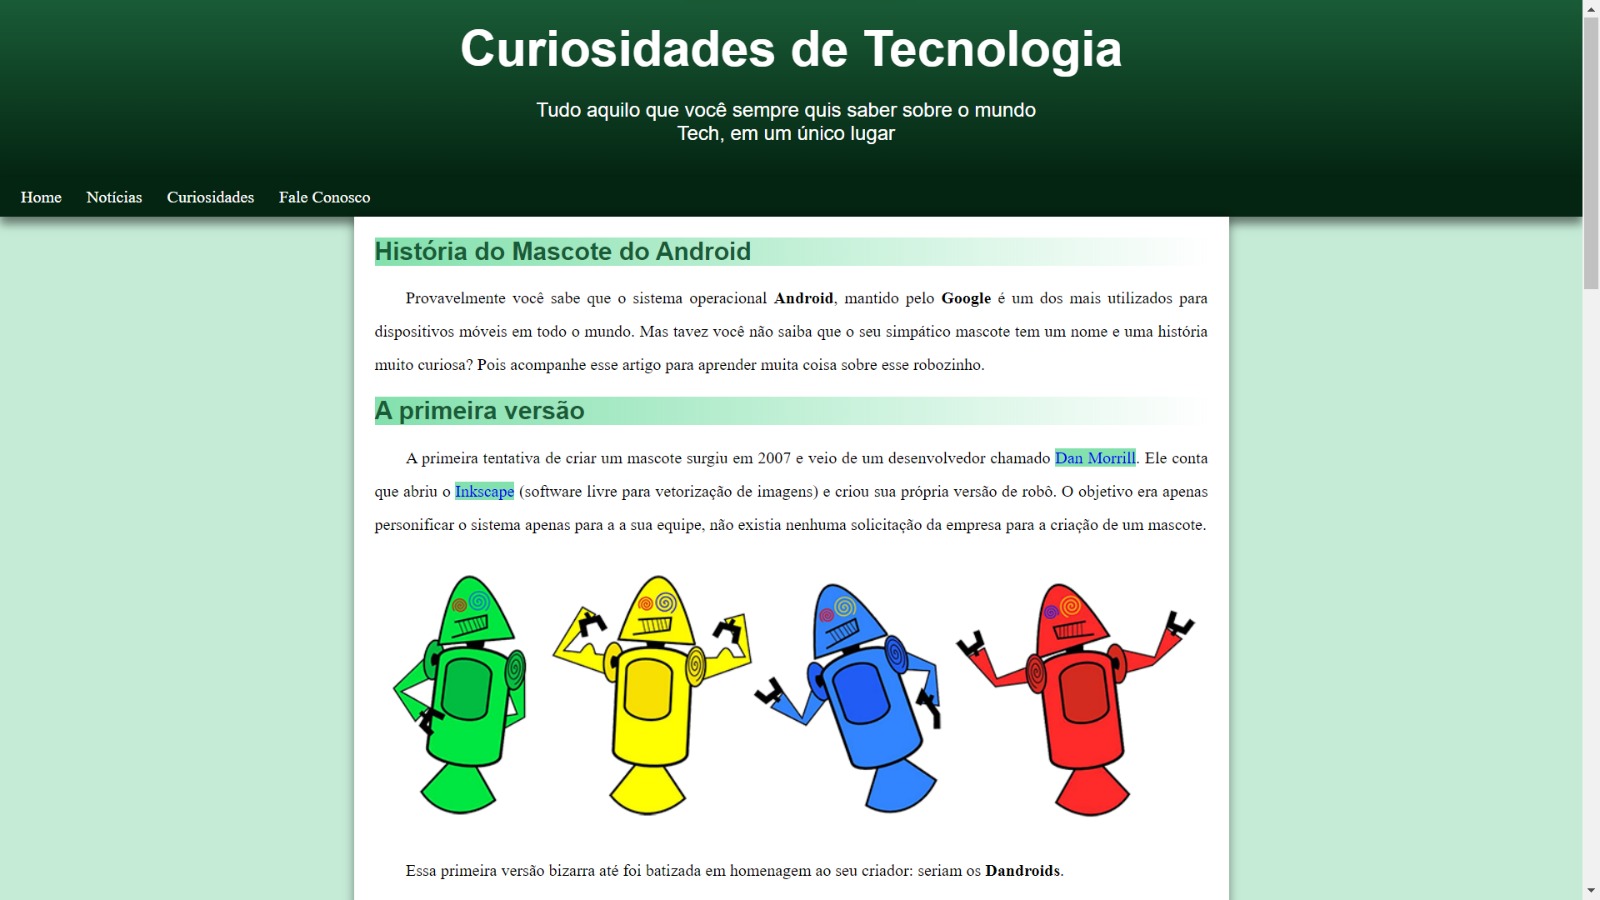 Curiosidades de Tecnologia
Tudo aquilo que você sempre quis saber sobre o mundo
Tech, em um único lugar
Home Notícias Curiosidades Fale Conosco
História do Mascote do Android
Provavelmente você sabe que o sistema operacional Android, mantido pelo Google é um dos mais utilizados para
dispositivos móveis em todo o mundo. Mas tavez você não saiba que o seu simpático mascote tem um nome e uma história
muito curiosa? Pois acompanhe esse artigo para aprender muita coisa sobre esse robozinho.
A primeira versão
A primeira tentativa de criar um mascote surgiu em 2007 e veio de um desenvolvedor chamado Dan Morrill. Ele conta
que abriu o Inkscape (software livre para vetorização de imagens) e criou sua própria versão de robô. O objetivo era apenas
personificar o sistema apenas para a a sua equipe, não existia nenhuma solicitação da empresa para a criação de um mascote.
Essa primeira versão bizarra até foi batizada em homenagem ao seu criador: seriam os Dandroids.